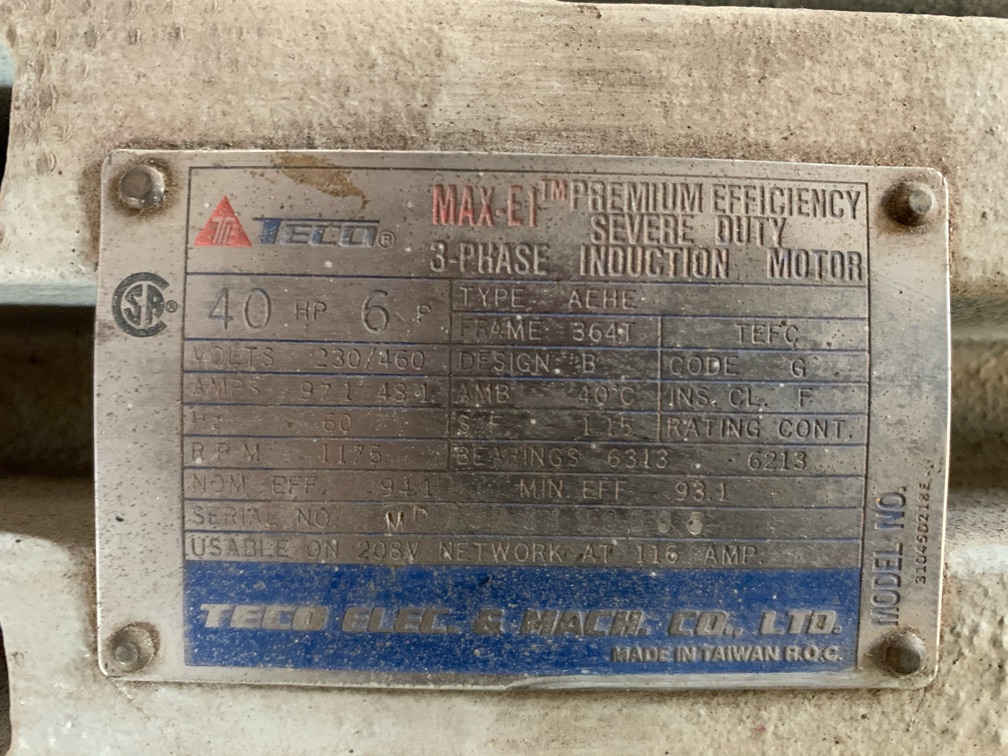 TECO®
MAX-E1™ PREMIUM EFFICIENCY
SEVERE DUTY
3-PHASE INDUCTION MOTOR
SA®
40 HP 6 P
TYPE AEHE
FRAME 364T TEFC
VOLTS 230/460 DESIGN B CODE G
AMPS 97.1 48.1 AMB 40°C INS. CL. F
Hz 60 S.F. 1.15 RATING CONT.
R.P.M. 1175 BEARINGS 6313 6213
NOM. EFF. 94.1 MIN. EFF 93.1
SERIAL NO.
USABLE ON 208V NETWORK AT 116 AMP.
TECO ELEC. & MACH. CO., LTD.
MADE IN TAIWAN R.O.C.
MODEL NO.